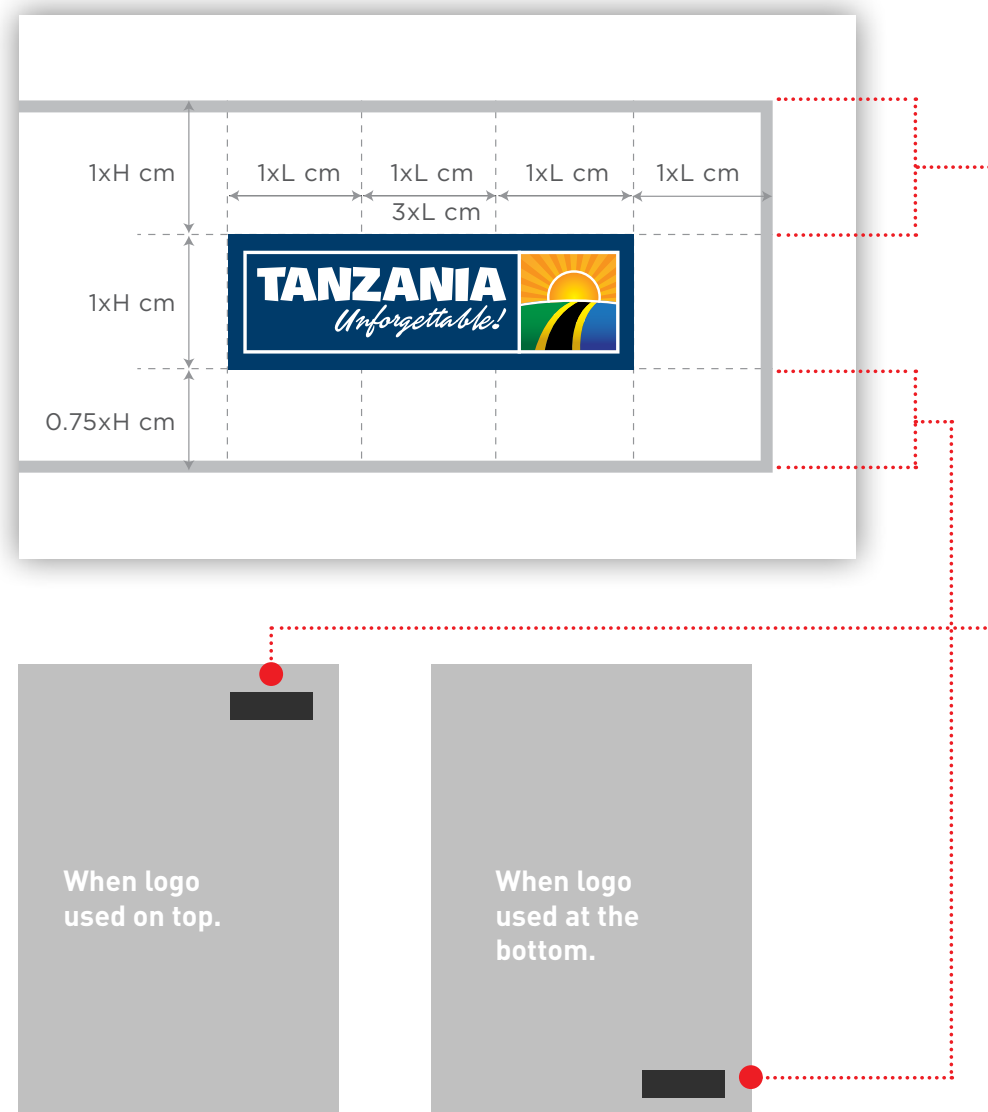 1xH cm
1xL cm
1xL cm
1xL cm
1xL cm
3xL cm
1xH cm
TANZANIA
Unforgettable!
0.75xH cm
When logo
used on top.
When logo
used at the
bottom.